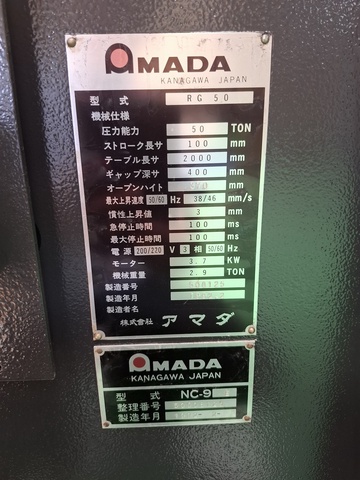 AMADA
KANAGAWA JAPAN
型式 RG 50
機械仕様
圧力能力 50 TON
ストローク長サ 100 mm
テーブル長サ 2000 mm
ギャップ深サ 400 mm
オープンハイト mm
最大上昇速度 50/60 Hz 38/46 mm/s
慣性上昇値 3 mm
急停止時間 100 ms
最大停止時間 100 ms
電源 200/220 V 3 相 50/60 Hz
モーター 3.7 KW
機械重量 2.9 TON
製造番号
製造年月
製造者名
株式会社 アマダ
AMADA
KANAGAWA JAPAN
型式 NC-9
整理番号
製造年月